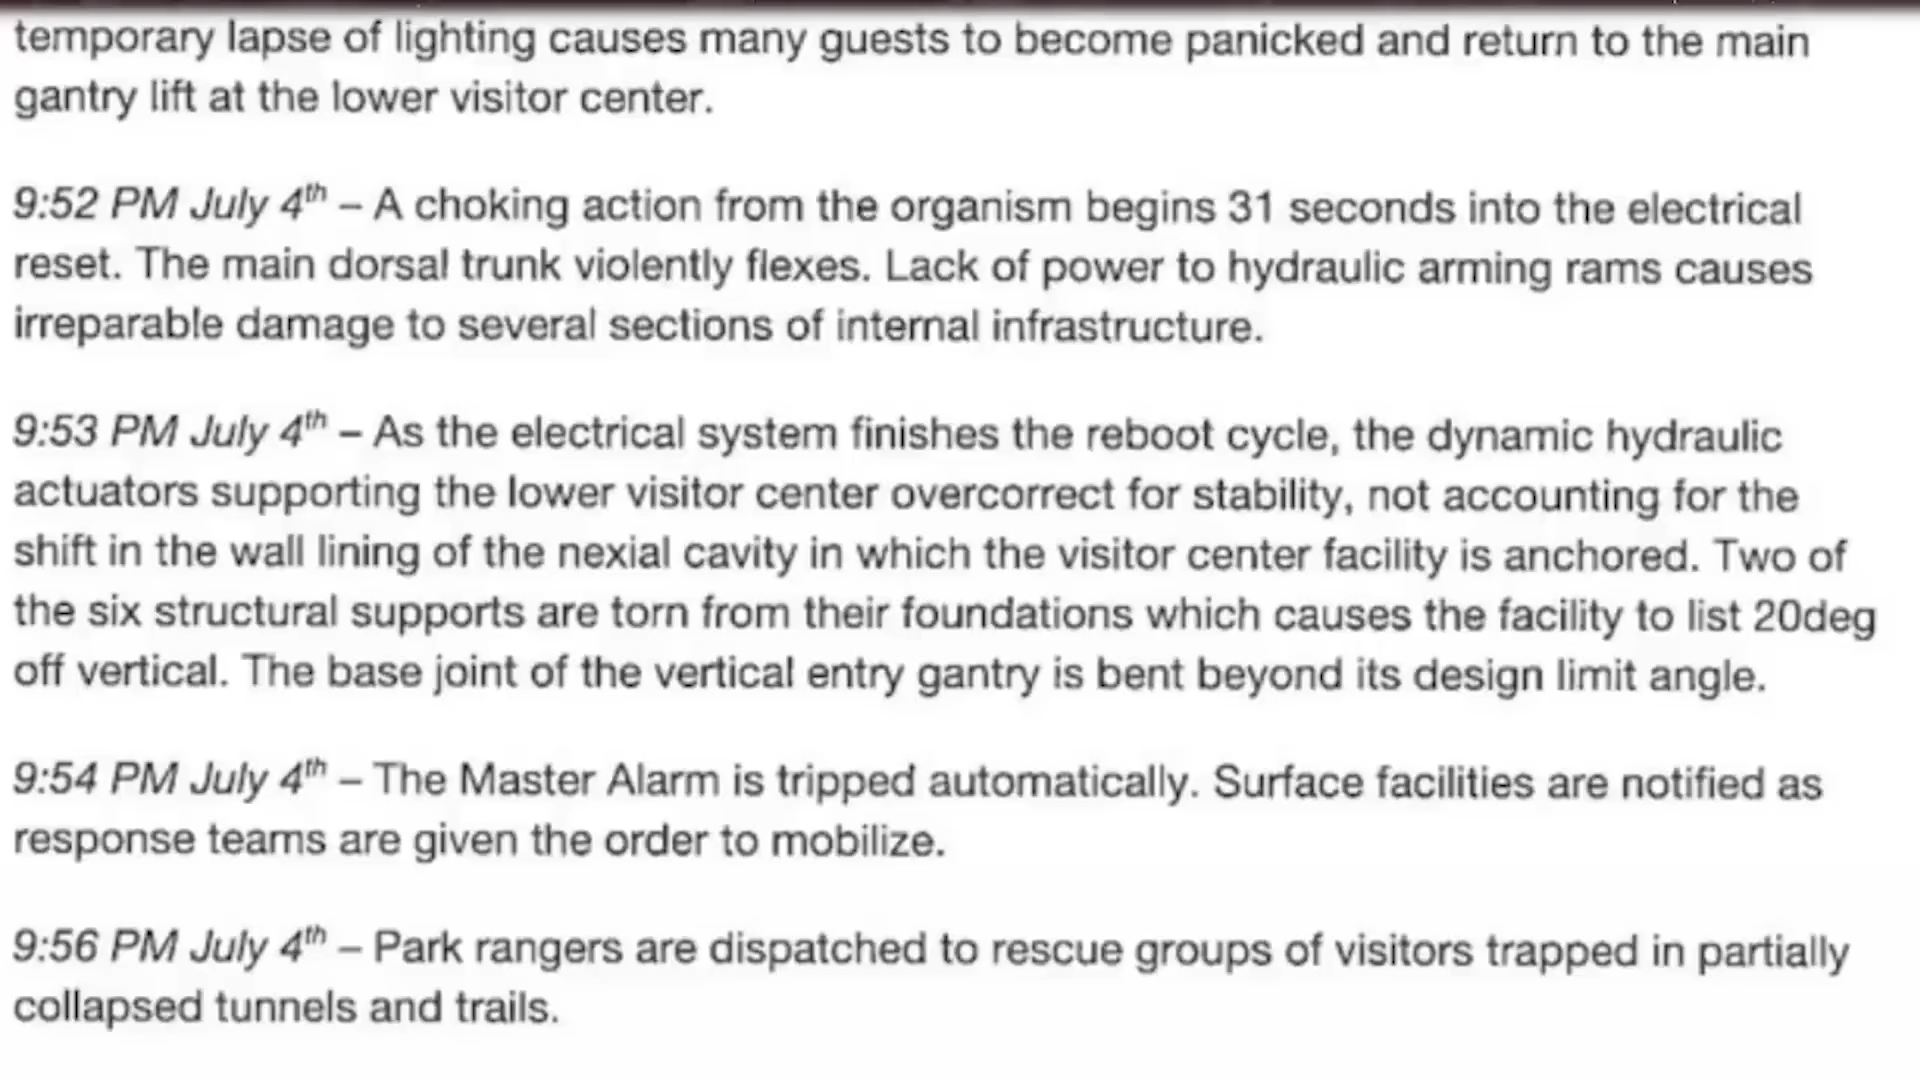 temporary lapse of lighting causes many guests to become panicked and return to the main
gantry lift at the lower visitor center.
9:52 PM July 4th – A choking action from the organism begins 31 seconds into the electrical
reset. The main dorsal trunk violently flexes. Lack of power to hydraulic arming rams causes
irreparable damage to several sections of internal infrastructure.
9:53 PM July 4th – As the electrical system finishes the reboot cycle, the dynamic hydraulic
actuators supporting the lower visitor center overcorrect for stability, not accounting for the
shift in the wall lining of the nexial cavity in which the visitor center facility is anchored. Two of
the six structural supports are torn from their foundations which causes the facility to list 20deg
off vertical. The base joint of the vertical entry gantry is bent beyond its design limit angle.
9:54 PM July 4th – The Master Alarm is tripped automatically. Surface facilities are notified as
response teams are given the order to mobilize.
9:56 PM July 4th – Park rangers are dispatched to rescue groups of visitors trapped in partially
collapsed tunnels and trails.